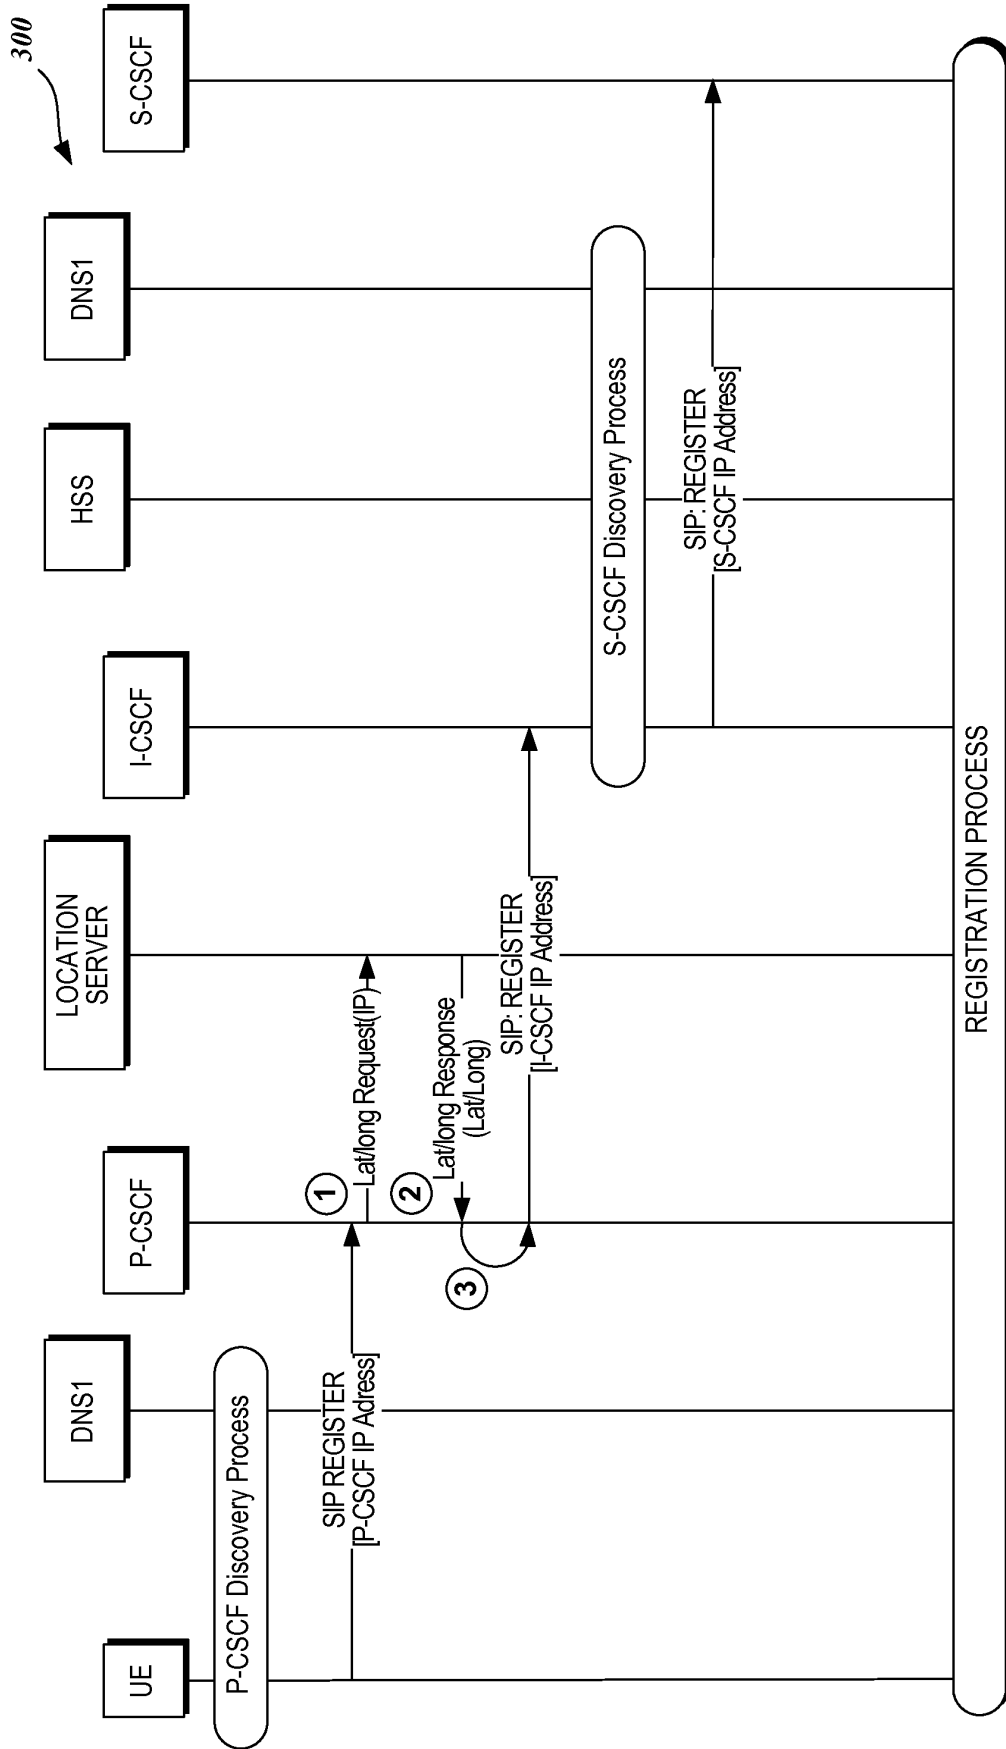 300
UE
DNS1
P-CSCF
LOCATION
SERVER
I-CSCF
HSS
DNS1
S-CSCF
P-CSCF Discovery Process
SIP REGISTER
[P-CSCF IP Adress]
1
Lat/long Request(IP)
2
Lat/long Response
(Lat/Long)
3
SIP: REGISTER
[I-CSCF IP Address]
S-CSCF Discovery Process
SIP: REGISTER
[S-CSCF IP Address]
REGISTRATION PROCESS